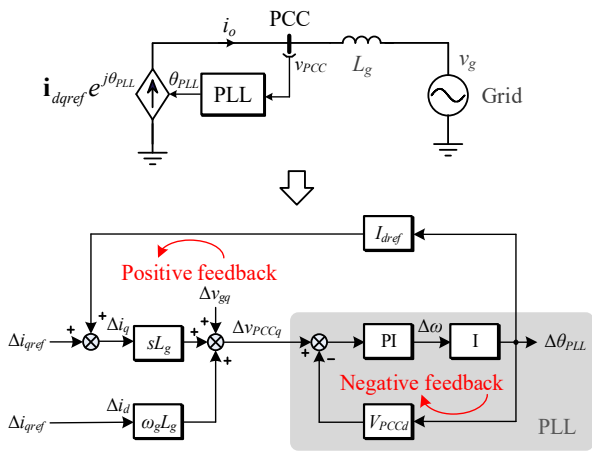 PCC
i_o
v_PCC
L_g
v_g
Grid
i_dqref e^jθ_PLL
θ_PLL
PLL
I_dref
Positive feedback
Δv_gq
Δi_qref
+
+
Δi_q
sL_g
+
+
+
Δv_PCCq
+
−
PI
Δω
I
Δθ_PLL
Negative feedback
Δi_qref
Δi_d
ω_gL_g
V_PCCd
PLL